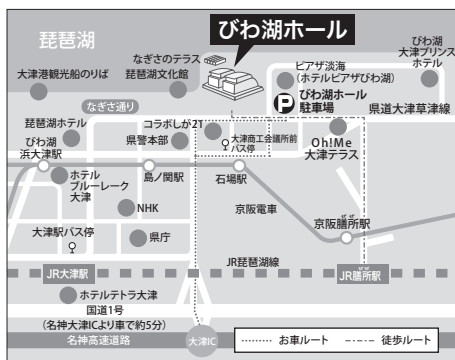 琵琶湖
びわ湖ホール
なぎさのテラス
琵琶湖文化館
大津港観光船のりば
ピアザ淡海
(ホテルピアザびわ湖)
びわ湖
大津プリンス
ホテル
P
びわ湖ホール
駐車場
県道大津草津線
なぎさ通り
琵琶湖ホテル
コラボしが21
県警本部
大津商工会議所前
バス停
Oh!Me
大津テラス
びわ湖
浜大津駅
島ノ関駅
石場駅
ホテル
ブルーレーク
大津
NHK
京阪電車
ぜぜ
京阪膳所駅
大津駅バス停
県庁
JR琵琶湖線
JR大津駅
ぜぜ
JR膳所駅
ホテルテトラ大津
国道1号
(名神大津ICより車で約5分)
名神高速道路
大津IC
お車ルート
徒歩ルート